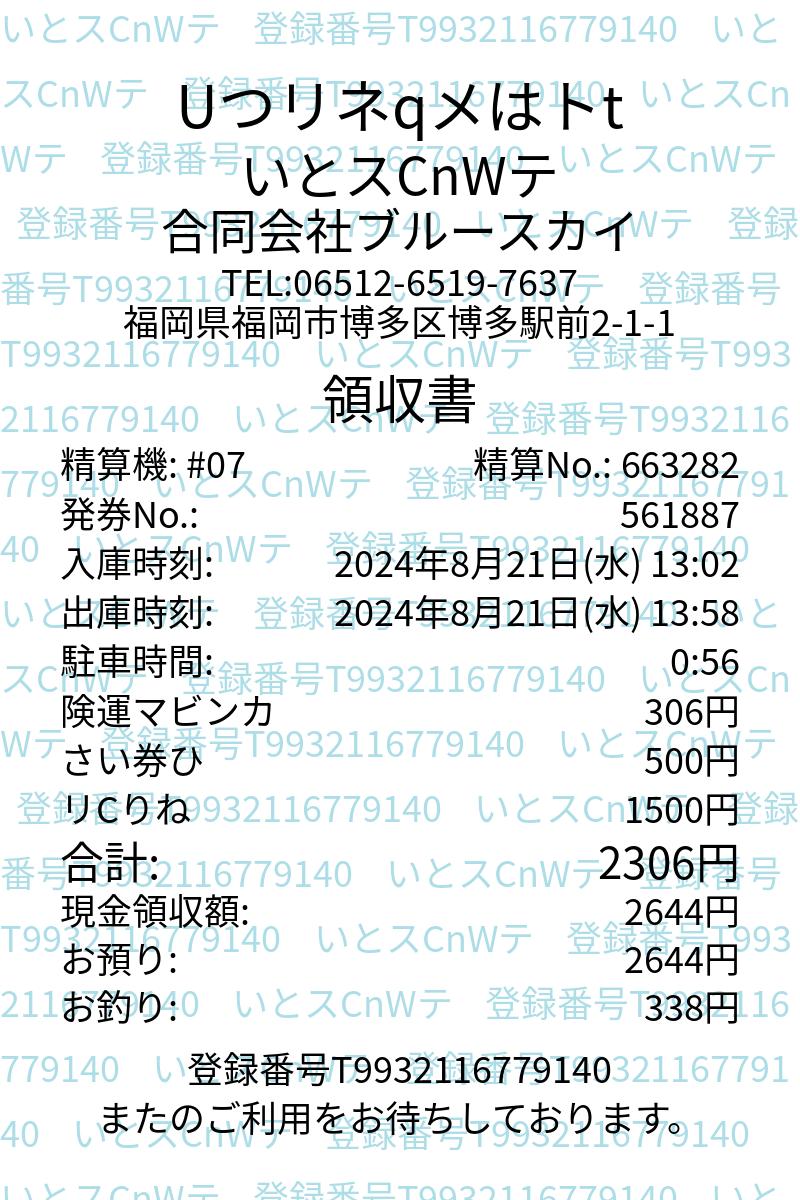 Uつリネqメはトt
いとスCnWテ
合同会社ブルースカイ
TEL:06512-6519-7637
福岡県福岡市博多区博多駅前2-1-1
領収書
精算機: #07 精算No.: 663282
発券No.: 561887
入庫時刻: 2024年8月21日(水) 13:02
出庫時刻: 2024年8月21日(水) 13:58
駐車時間: 0:56
険運マビンカ 306円
さい券ひ 500円
リCりね 1500円
合計: 2306円
現金領収額: 2644円
お預り: 2644円
お釣り: 338円
登録番号T9932116779140
またのご利用をお待ちしております。